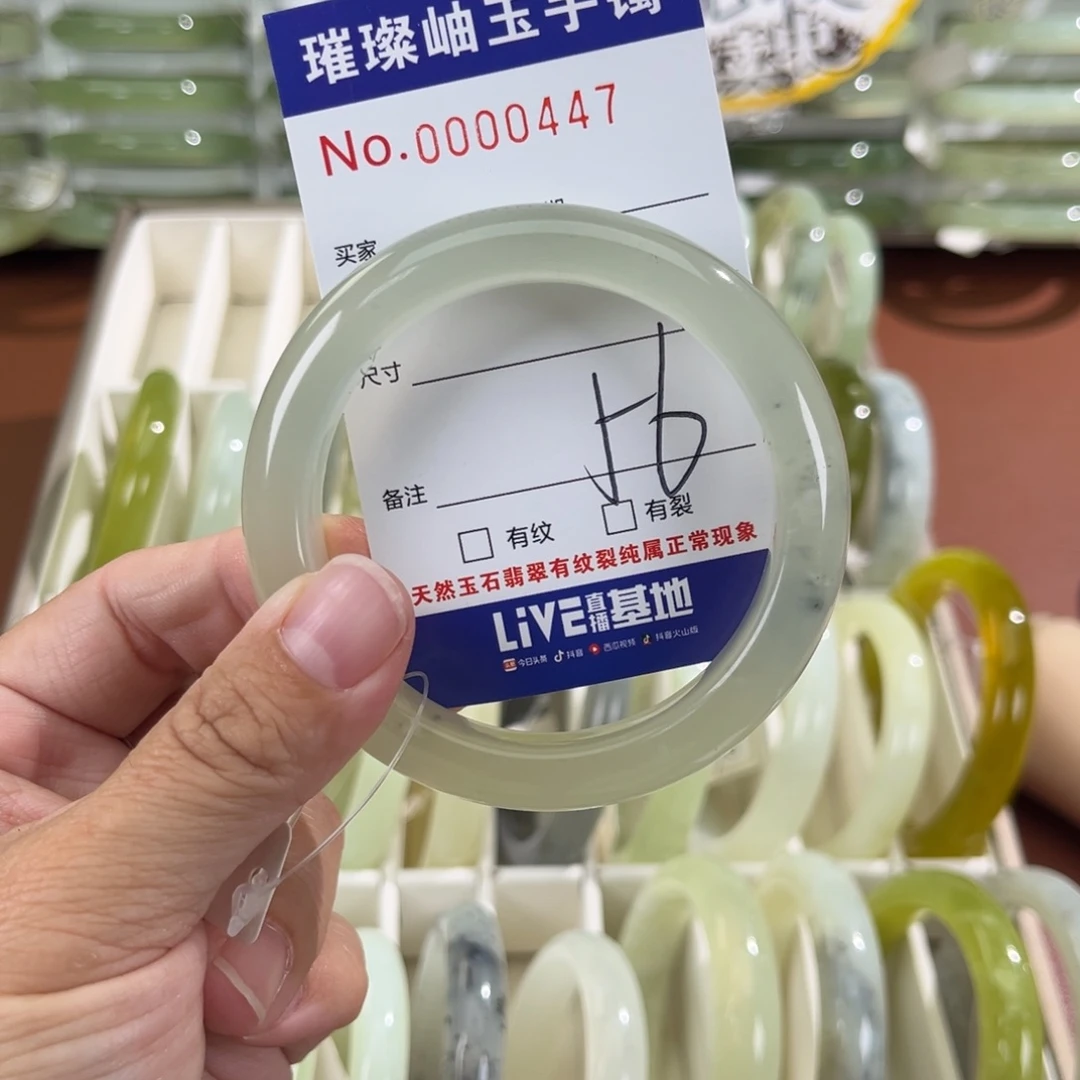 璀璨岫玉手镯
No.0000447
买家
尺寸
56
备注
有纹 有裂
天然玉石翡翠有纹裂纯属正常现象
LiVE直播基地
今日头条 抖音 西瓜视频 抖音火山版